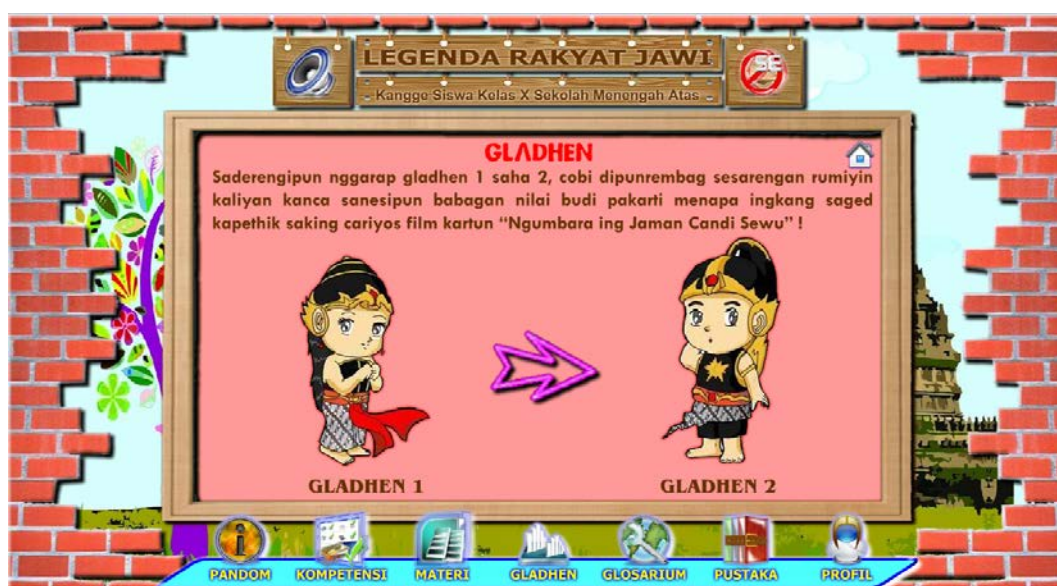 LEGENDA RAKYAT JAWI
SE
Kangge Siswa Kelas X Sekolah Menengah Atas
GLADHEN
Saderengipun nggarap gladhen 1 saha 2, cobi dipunrembag sesarengan rumiyin
kaliyan kanca sanesipun babagan nilai budi pakarti menapa ingkang saged
kapethik saking cariyos film kartun “Ngumbara ing Jaman Candi Sewu” !
GLADHEN 1
GLADHEN 2
PANDOM
KOMPETENSI
MATERI
GLADHEN
GLOSARIUM
PUSTAKA
PROFIL